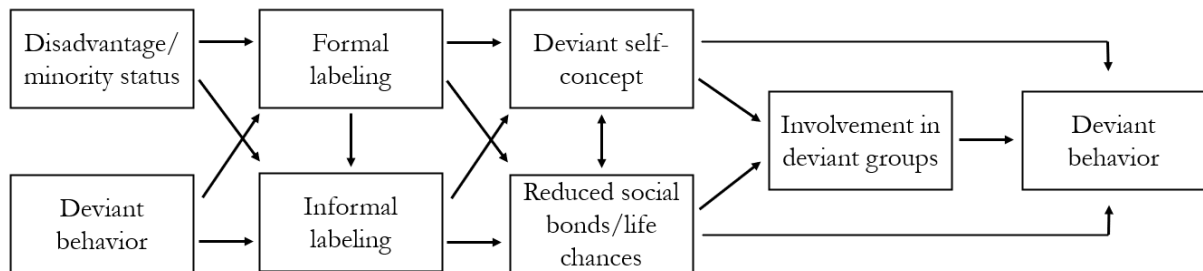 Disadvantage/
minority status
Formal
labeling
Deviant self-
concept
Involvement in
deviant groups
Deviant
behavior
Deviant
behavior
Informal
labeling
Reduced social
bonds/life
chances